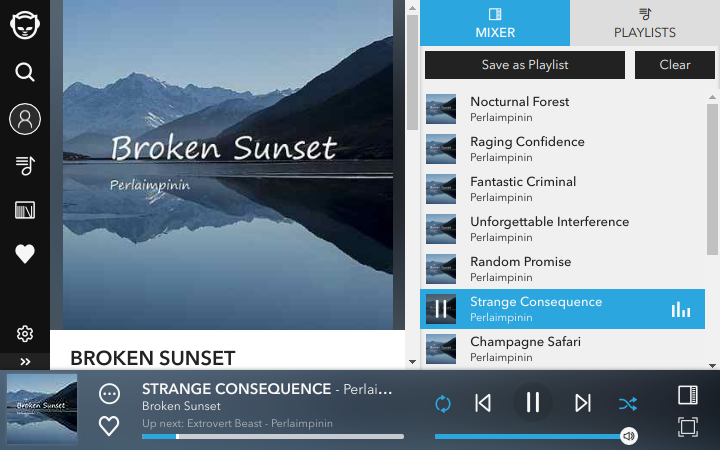 Broken Sunset
Perlaimpinin
BROKEN SUNSET
MIXER
PLAYLISTS
Save as Playlist
Clear
Nocturnal Forest
Perlaimpinin
Raging Confidence
Perlaimpinin
Fantastic Criminal
Perlaimpinin
Unforgettable Interference
Perlaimpinin
Random Promise
Perlaimpinin
Strange Consequence
Perlaimpinin
Champagne Safari
Perlaimpinin
Broken Sunset
STRANGE CONSEQUENCE - Perlai...
Broken Sunset
Up next: Extrovert Beast - Perlaimpinin